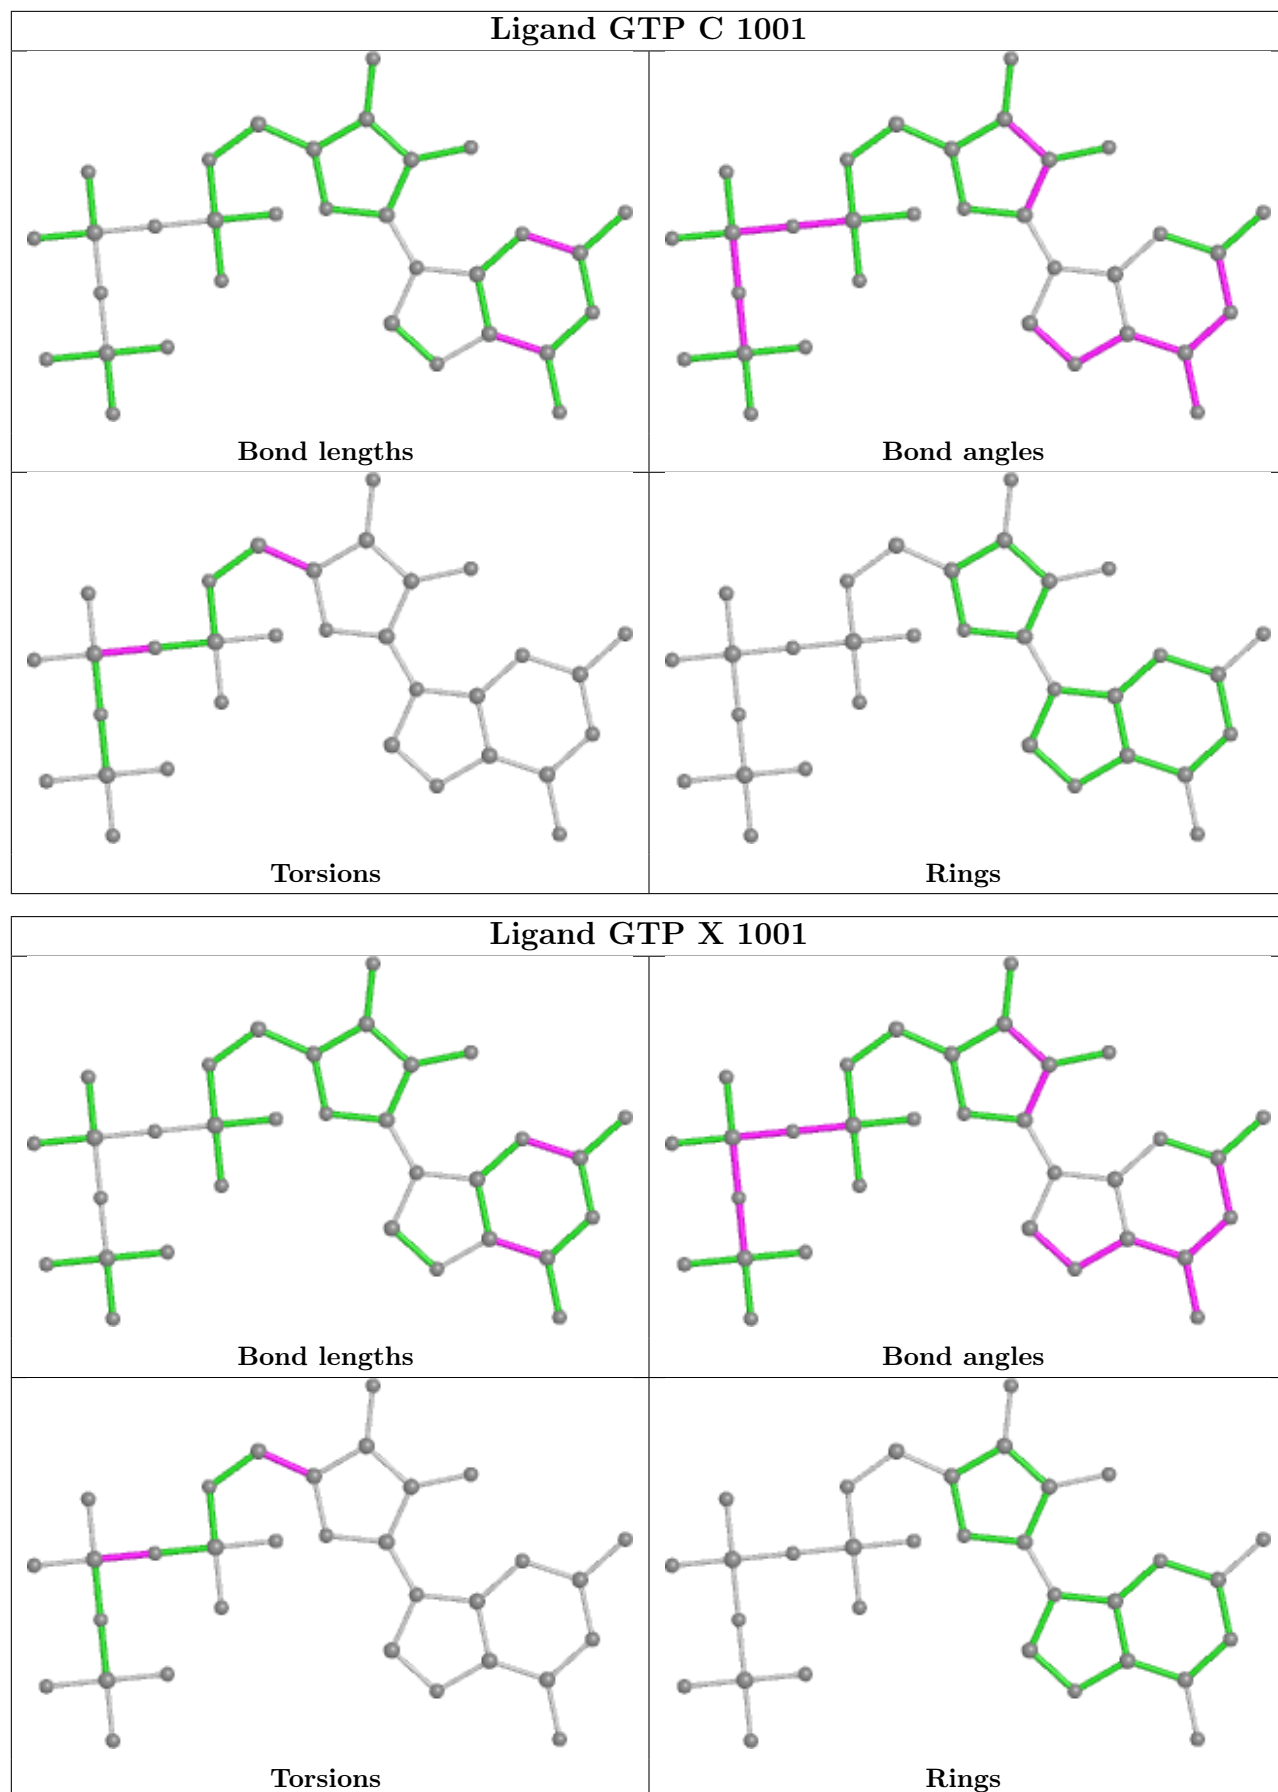 Ligand GTP C 1001
Bond lengths
Bond angles
Torsions
Rings
Ligand GTP X 1001
Bond lengths
Bond angles
Torsions
Rings